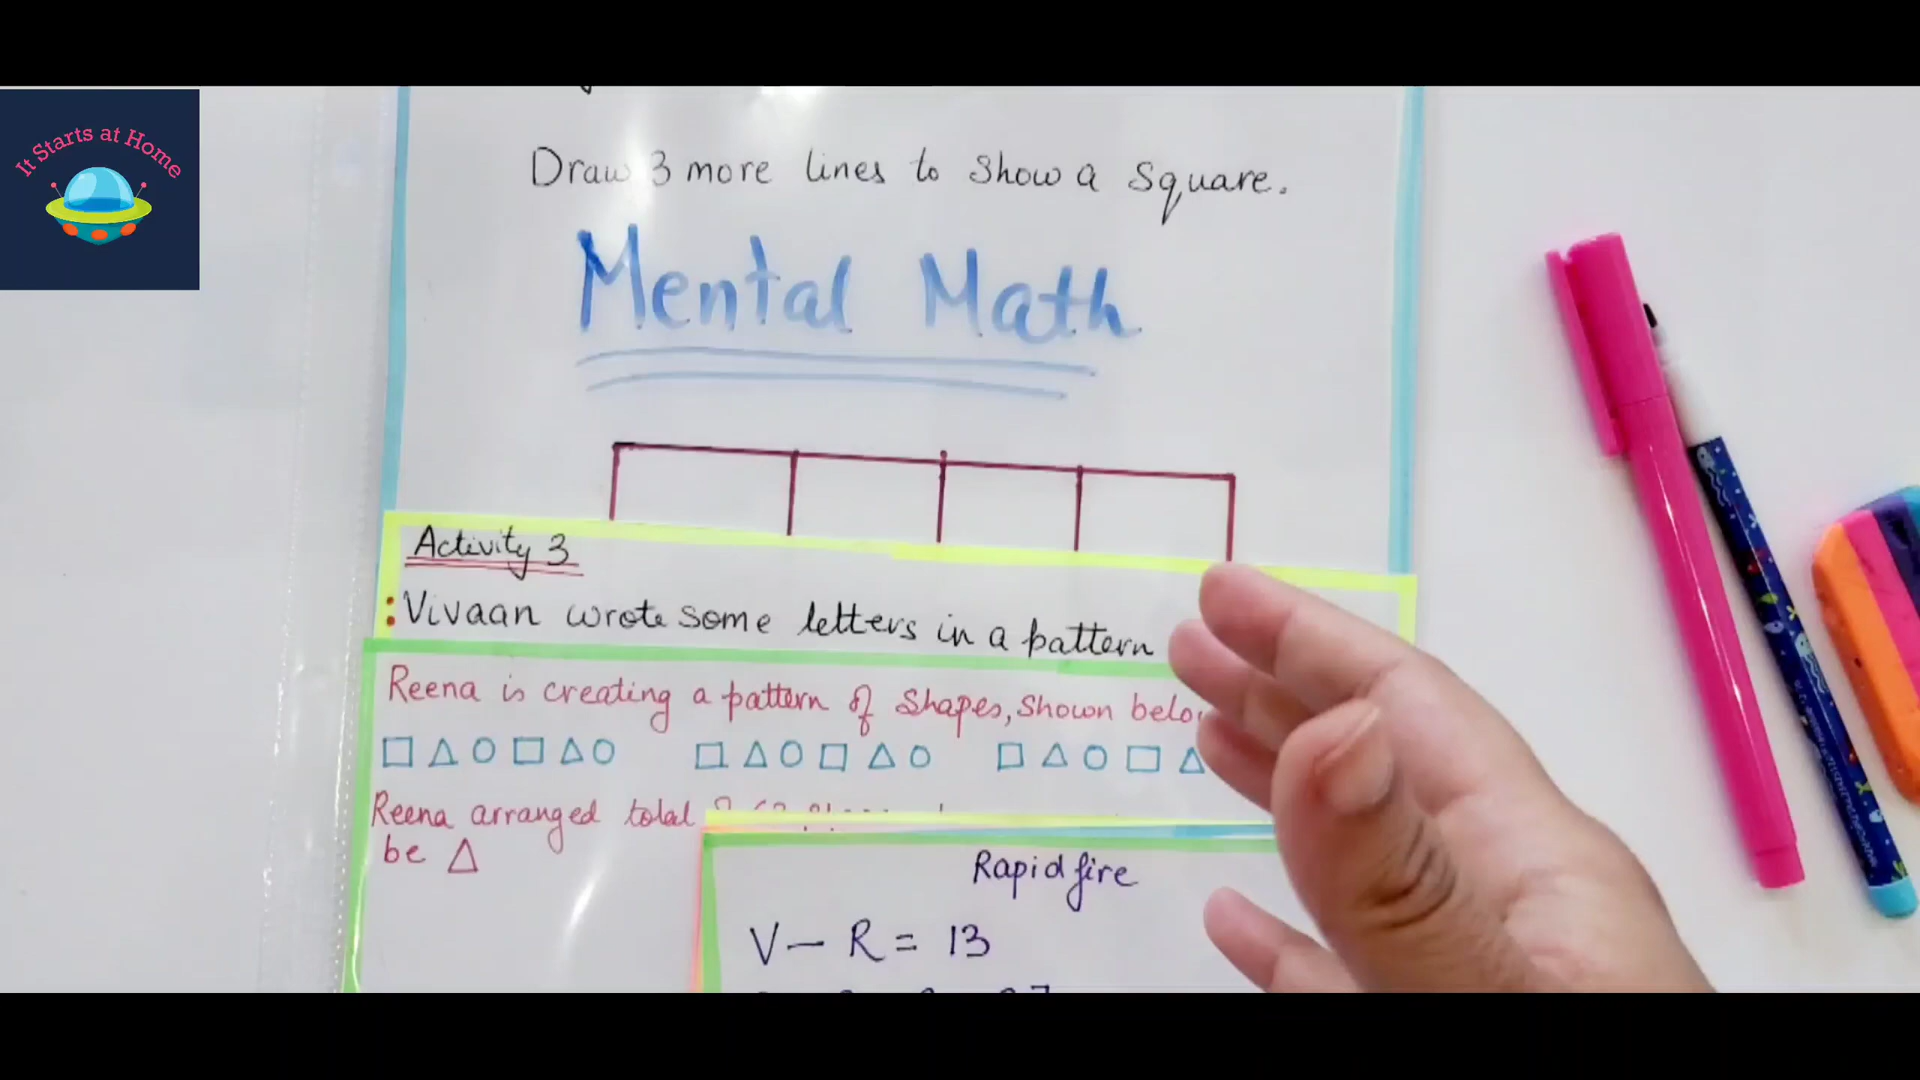 It Starts at Home
Draw 3 more lines to show a square.
Mental Math
Activity 3
: Vivaan wrote some letters in a pattern
Reena is creating a pattern of shapes, shown
Reena arranged total
be △
Rapid fire
V — R = 13